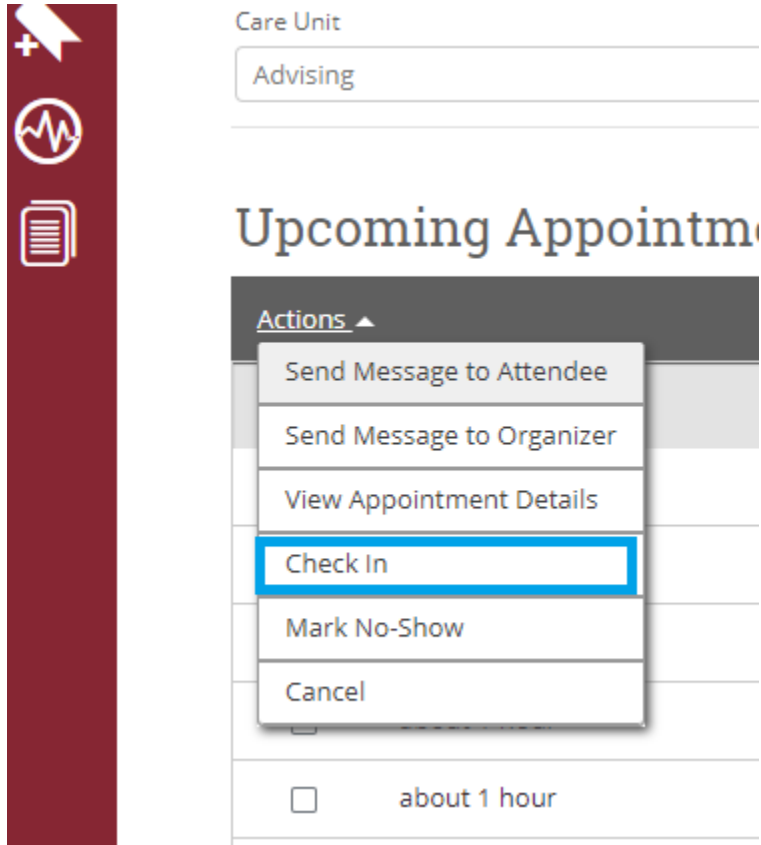 Care Unit
Advising
Upcoming
Actions
Send Message to Attendee
Send Message to Organizer
View Appointment Details
Check In
Mark No-Show
Cancel
about 1 hour